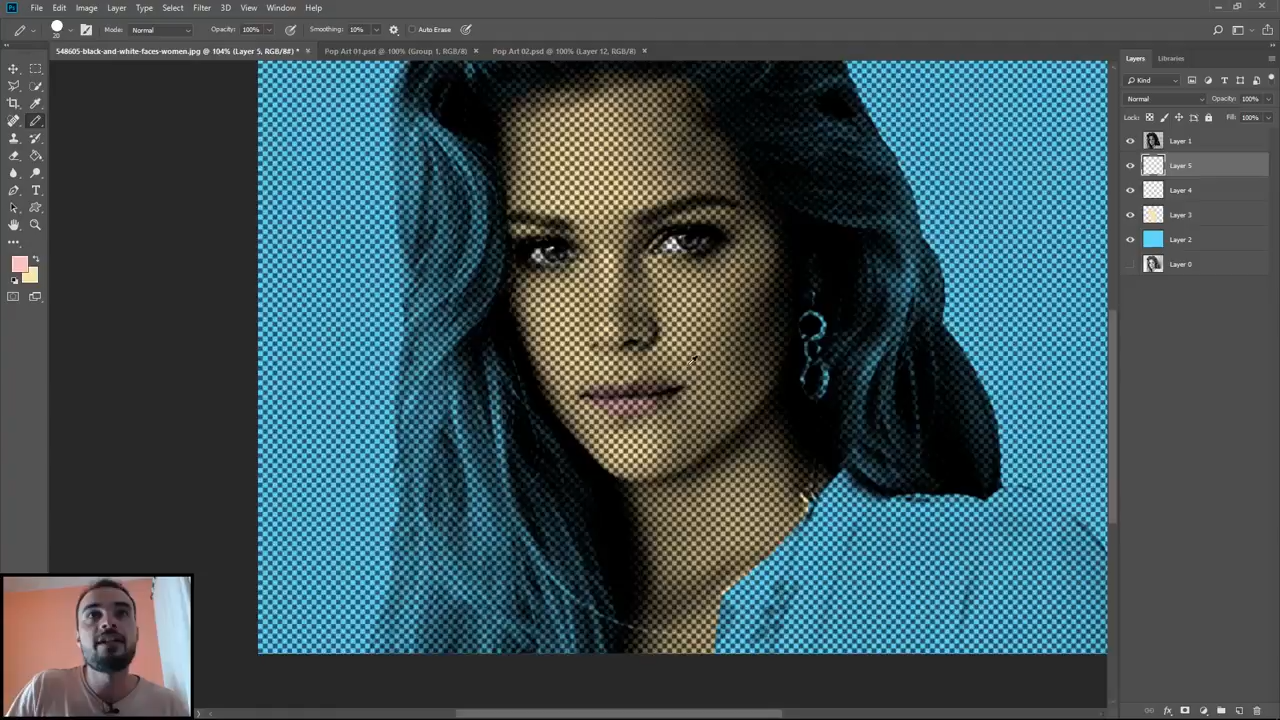 Ps File Edit Image Layer Type Select Filter 3D View Window Help
20 Mode: Normal Opacity: 100% Smoothing: 10% Auto Erase
548605-black-and-white-faces-women.jpg @ 104% (Layer 5, RGB/8#) * × Pop Art 01.psd @ 100% (Group 1, RGB/8) × Pop Art 02.psd @ 100% (Layer 12, RGB/8) ×
Layers Libraries
Kind
Normal Opacity: 100%
Lock: Fill: 100%
Layer 1
Layer 5
Layer 4
Layer 3
Layer 2
Layer 0
fx